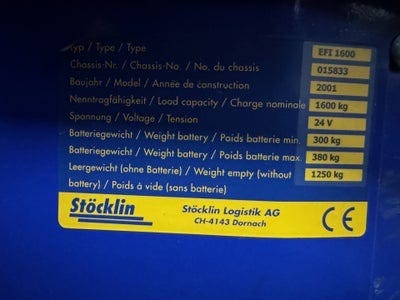 Typ / Type / Type EFI 1600
Chassis-Nr. / Chassis No. / No. du chassis 015833
Baujahr / Model / Année de construction 2001
Nenntragfähigkeit / Load capacity / Charge nominale 1600 kg
Spannung / Voltage / Tension 24 V
Batteriegewicht / Weight battery / Poids batterie min. 300 kg
Batteriegewicht / Weight battery / Poids batterie max. 380 kg
Leergewicht (ohne Batterie) / Weight empty (without 1250 kg
battery) / Poids à vide (sans batterie)
Stöcklin Stöcklin Logistik AG CE
CH-4143 Dornach